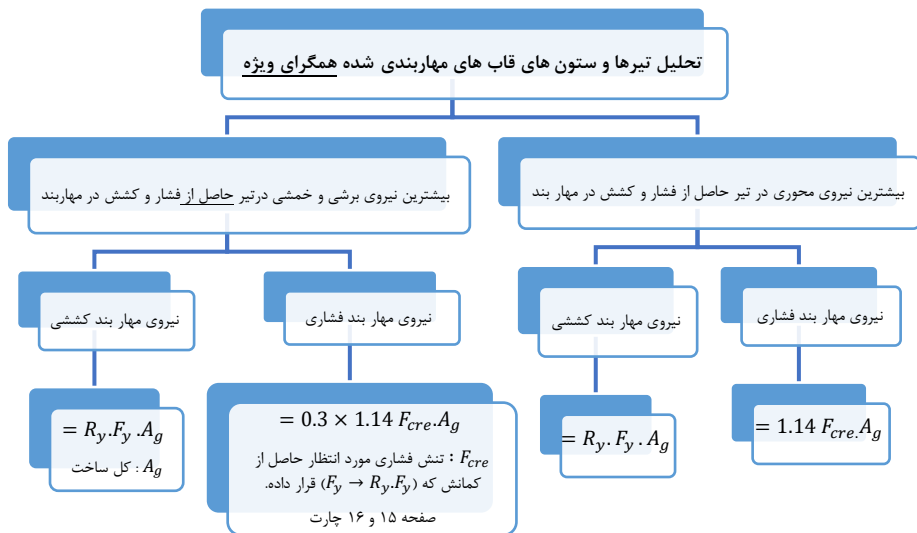 تحلیل تیرها و ستون های قاب های مهاربندی شده همگرای ویژه
بیشترین نیروی محوری در تیر حاصل از فشار و کشش در مهار بند
بیشترین نیروی برشی و خمشی درتیر حاصل از فشار و کشش در مهاربند
نیروی مهار بند فشاری
نیروی مهار بند کششی
نیروی مهار بند فشاری
نیروی مهار بند کششی
= 1.14 F_cre.A_g
= R_y.F_y.A_g
= 0.3 × 1.14 F_cre.A_g
F_cre : تنش فشاری مورد انتظار حاصل از
کمانش که (F_y → R_y.F_y) قرار داده.
صفحه ۱۵ و ۱۶ چارت
= R_y.F_y.A_g
A_g : کل ساخت